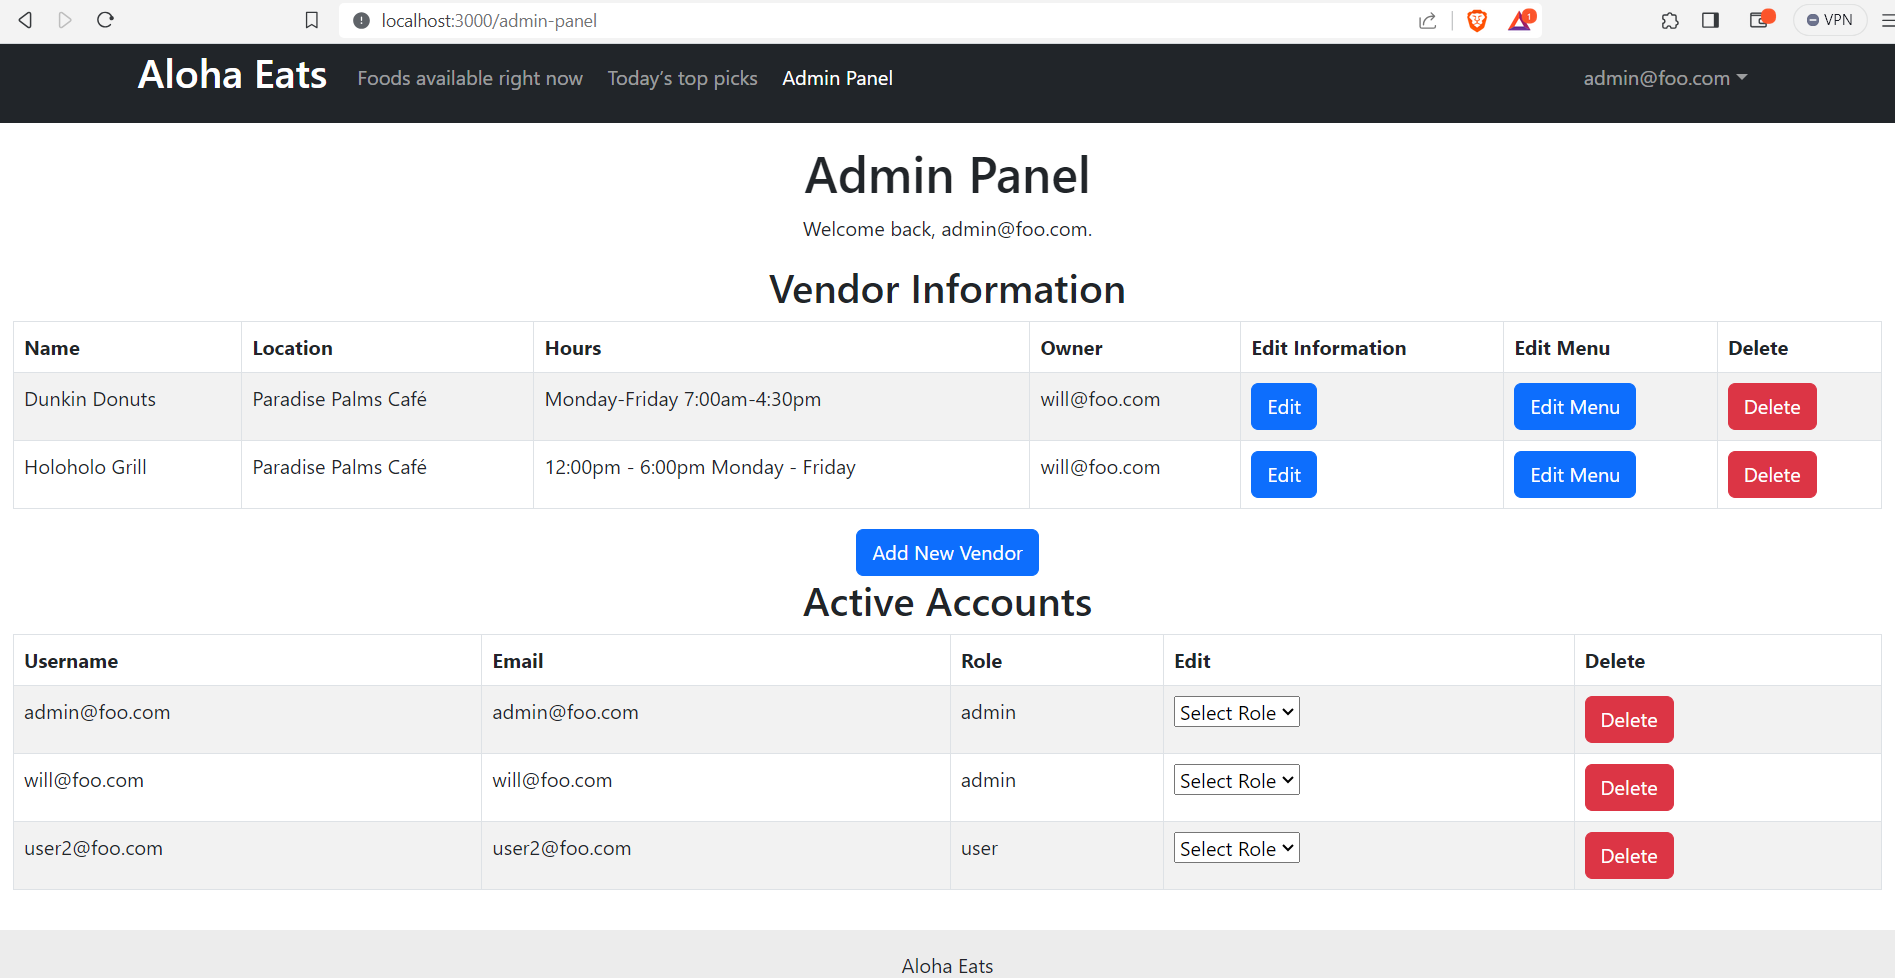 localhost:3000/admin-panel
1
VPN
Aloha Eats Foods available right now Today's top picks Admin Panel admin@foo.com
Admin Panel
Welcome back, admin@foo.com.
Vendor Information
Name Location Hours Owner Edit Information Edit Menu Delete
Dunkin Donuts Paradise Palms Café Monday-Friday 7:00am-4:30pm will@foo.com Edit Edit Menu Delete
Holoholo Grill Paradise Palms Café 12:00pm - 6:00pm Monday - Friday will@foo.com Edit Edit Menu Delete
Add New Vendor
Active Accounts
Username Email Role Edit Delete
admin@foo.com admin@foo.com admin Select Role Delete
will@foo.com will@foo.com admin Select Role Delete
user2@foo.com user2@foo.com user Select Role Delete
Aloha Eats